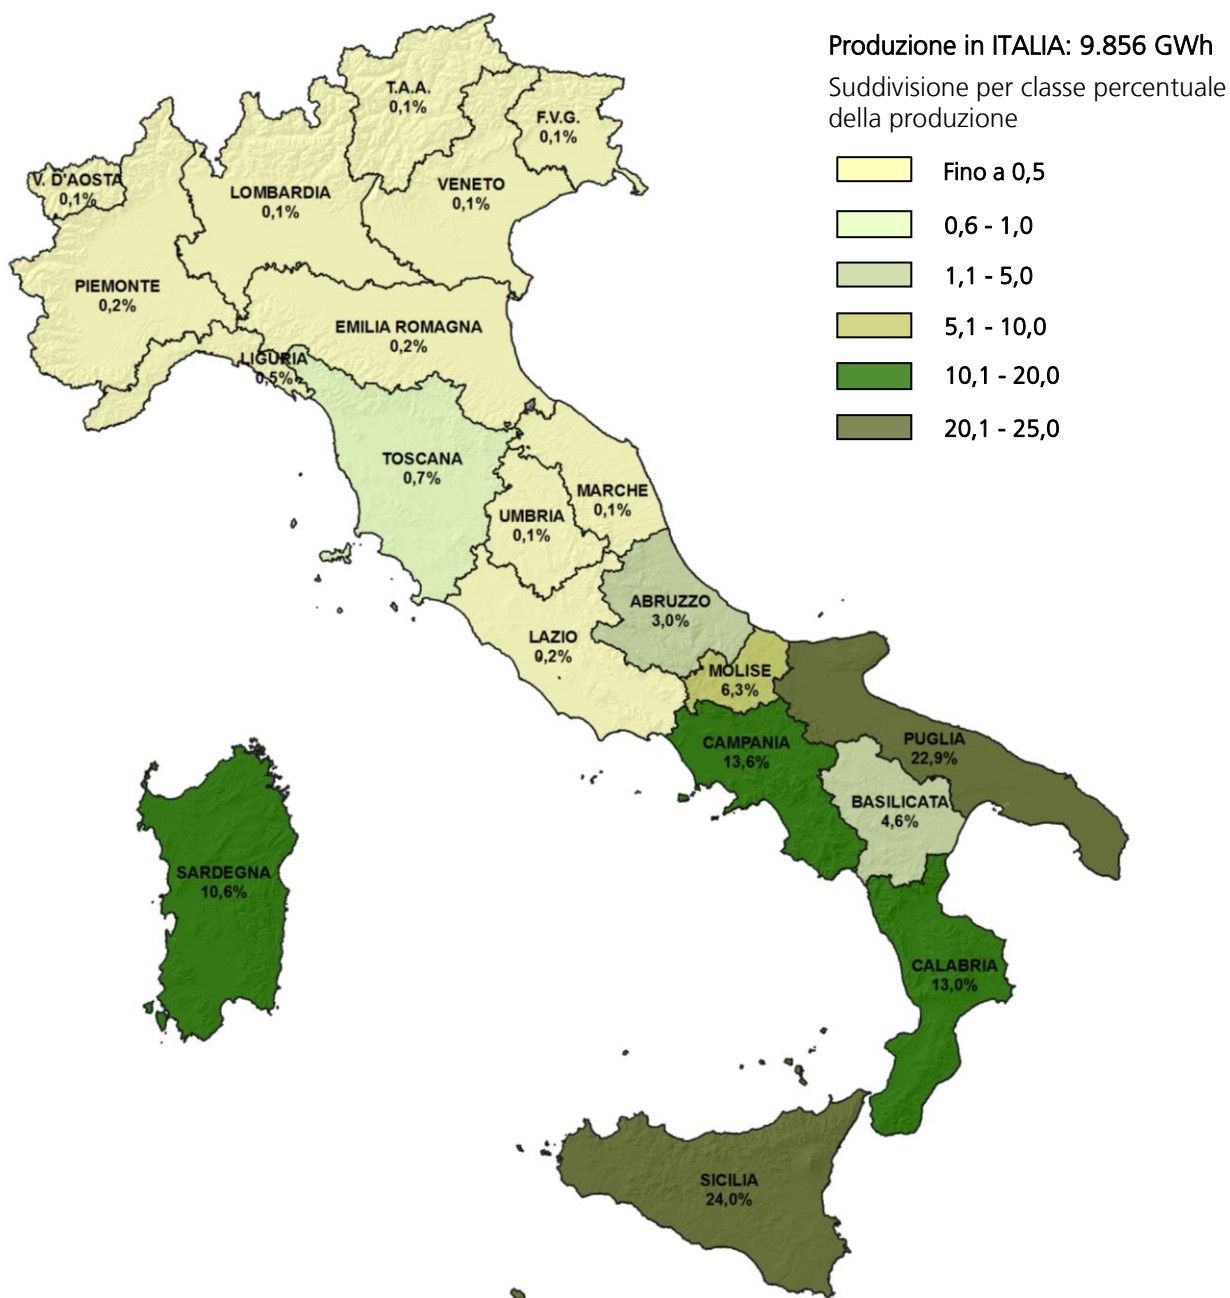 Produzione in ITALIA: 9.856 GWh
Suddivisione per classe percentuale
della produzione
Fino a 0,5
0,6 - 1,0
1,1 - 5,0
5,1 - 10,0
10,1 - 20,0
20,1 - 25,0
T.A.A.
0,1%
F.V.G.
0,1%
V. D'AOSTA
0,1%
LOMBARDIA
0,1%
VENETO
0,1%
PIEMONTE
0,2%
EMILIA ROMAGNA
0,2%
LIGURIA
0,5%
TOSCANA
0,7%
MARCHE
0,1%
UMBRIA
0,1%
ABRUZZO
3,0%
LAZIO
0,2%
MOLISE
6,3%
CAMPANIA
13,6%
PUGLIA
22,9%
BASILICATA
4,6%
SARDEGNA
10,6%
CALABRIA
13,0%
SICILIA
24,0%